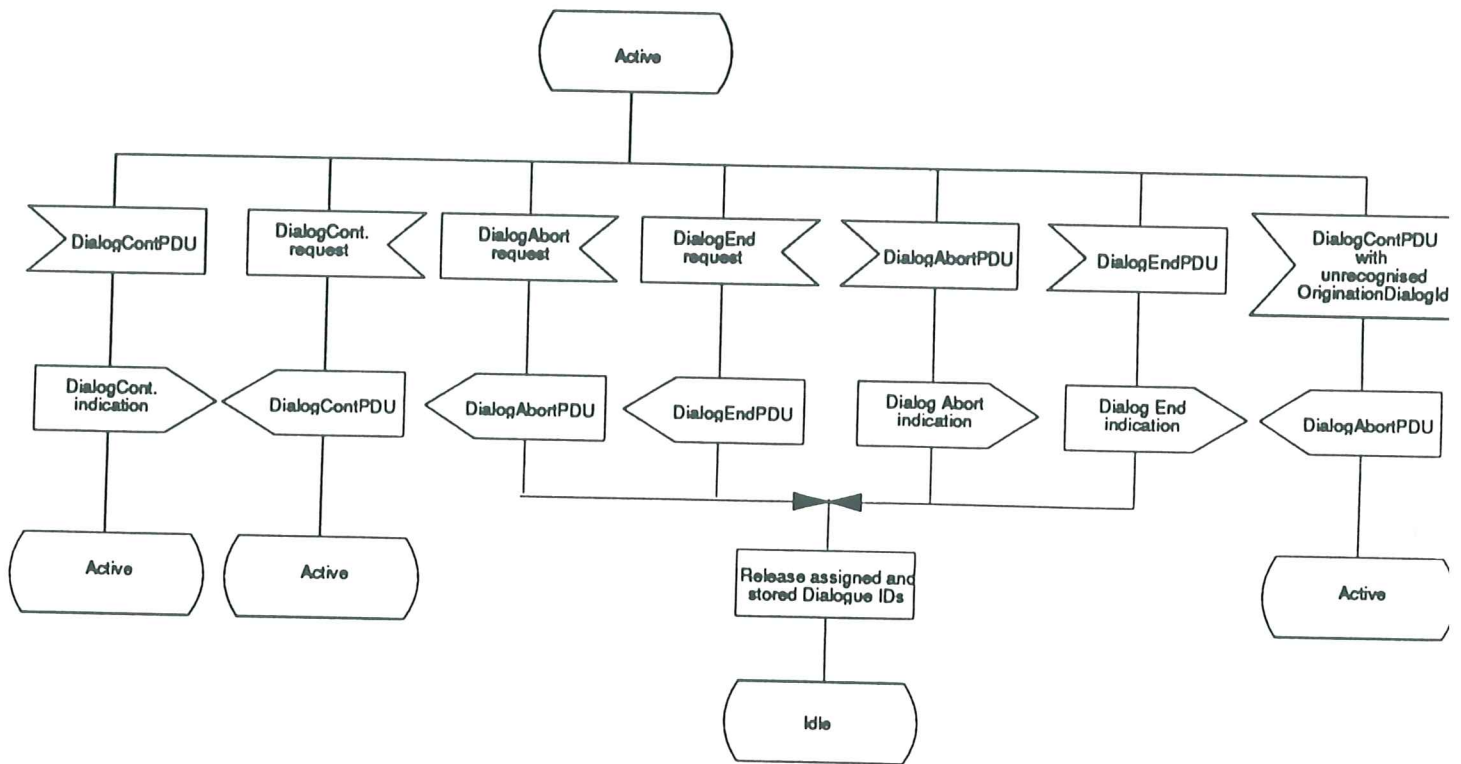 Active
DialogContPDU
DialogCont.
request
DialogAbort
request
DialogEnd
request
DialogAbortPDU
DialogEndPDU
DialogContPDU
with
unrecognised
OriginationDialogId
DialogCont.
indication
DialogContPDU
DialogAbortPDU
DialogEndPDU
Dialog Abort
indication
Dialog End
indication
DialogAbortPDU
Active
Active
Release assigned and
stored Dialogue IDs
Active
Idle